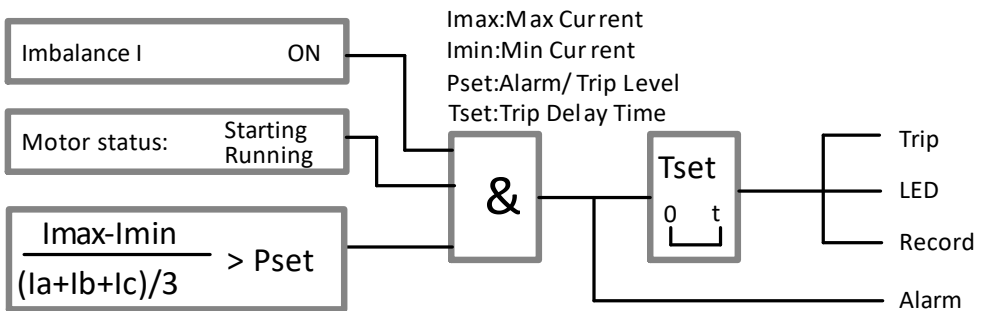 Imax:Max Current
Imin:Min Current
Pset:Alarm/ Trip Level
Tset:Trip Delay Time
Imbalance I ON
Motor status: Starting
Running
Imax-Imin
(Ia+Ib+Ic)/3
> Pset
&
Tset
0 t
Trip
LED
Record
Alarm